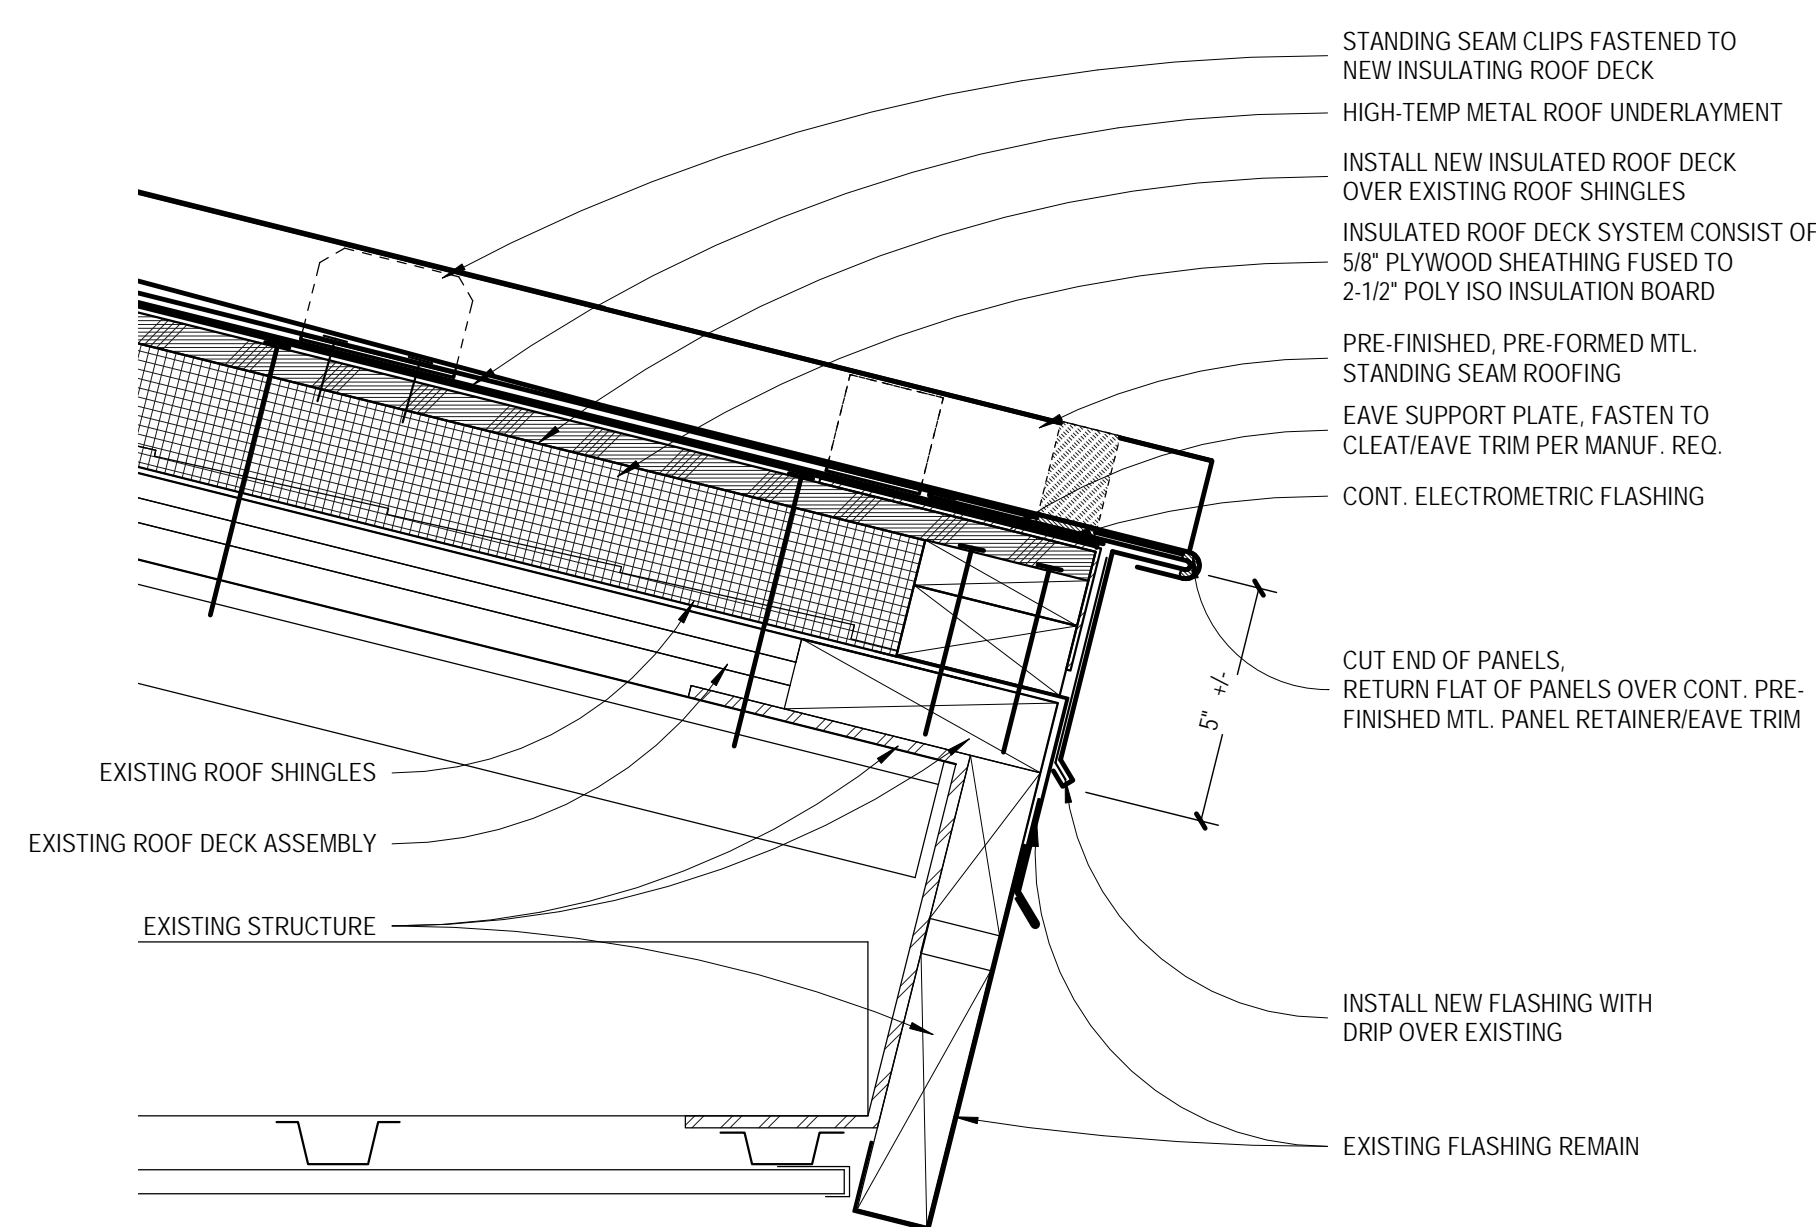 STANDING SEAM CLIPS FASTENED TO
NEW INSULATING ROOF DECK
HIGH-TEMP METAL ROOF UNDERLAYMENT
INSTALL NEW INSULATED ROOF DECK
OVER EXISTING ROOF SHINGLES
INSULATED ROOF DECK SYSTEM CONSIST OF
5/8" PLYWOOD SHEATHING FUSED TO
2-1/2" POLY ISO INSULATION BOARD
PRE-FINISHED, PRE-FORMED MTL.
STANDING SEAM ROOFING
EAVE SUPPORT PLATE, FASTEN TO
CLEAT/EAVE TRIM PER MANUF. REQ.
CONT. ELECTROMETRIC FLASHING
CUT END OF PANELS,
RETURN FLAT OF PANELS OVER CONT. PRE-
FINISHED MTL. PANEL RETAINER/EAVE TRIM
5" +/-
EXISTING ROOF SHINGLES
EXISTING ROOF DECK ASSEMBLY
EXISTING STRUCTURE
INSTALL NEW FLASHING WITH
DRIP OVER EXISTING
EXISTING FLASHING REMAIN